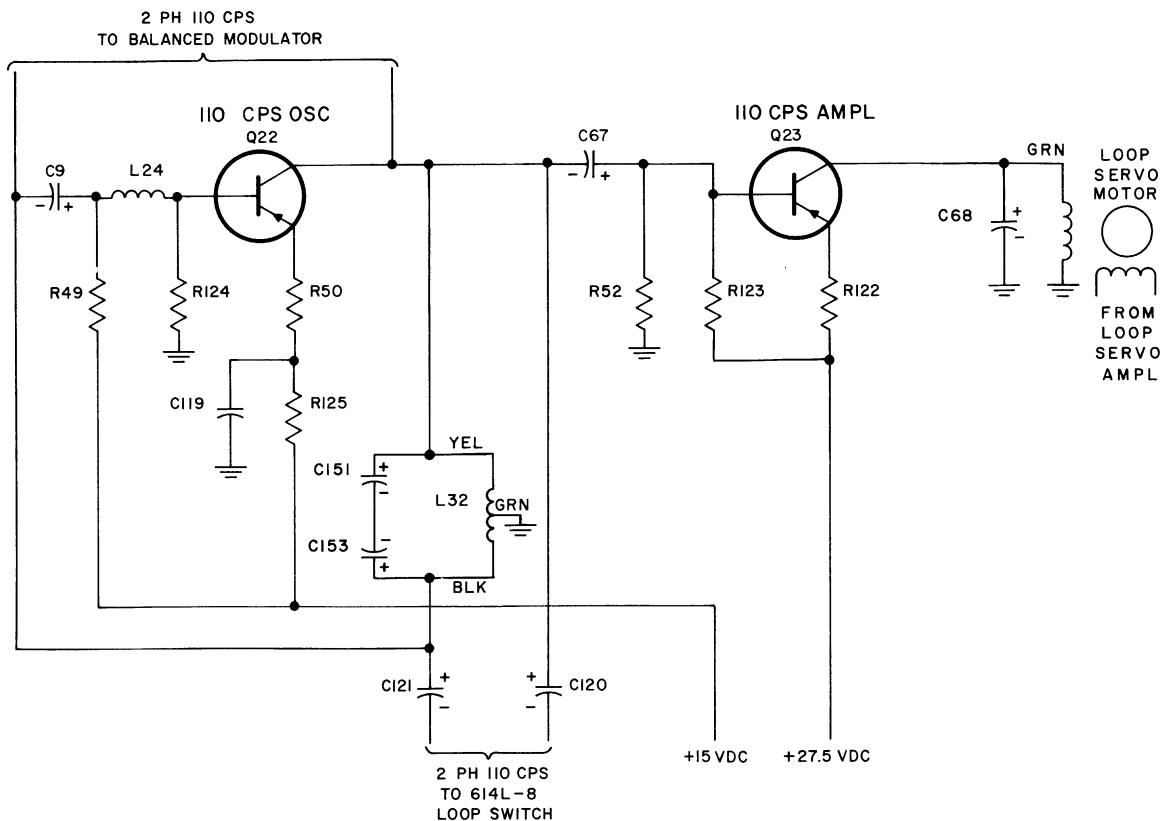 2 PH 110 CPS
TO BALANCED MODULATOR
110 CPS OSC
Q22
110 CPS AMPL
Q23
C9
L24
C67
GRN
LOOP
SERVO
MOTOR
C68
R49
R124
R50
R52
R123
R122
FROM
LOOP
SERVO
AMPL
C119
R125
YEL
C151
L32
GRN
C153
BLK
C121
C120
+15 VDC
+27.5 VDC
2 PH 110 CPS
TO 614L-8
LOOP SWITCH